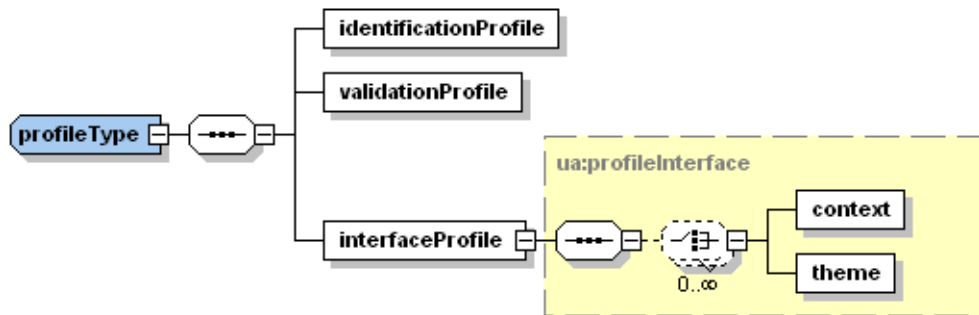 identificationProfile
validationProfile
profileType
ua:profileInterface
interfaceProfile
context
theme
0..∞